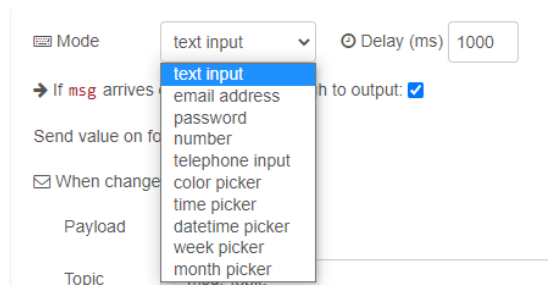 Mode text input Delay (ms) 1000
text input
➔ If msg arrives h to output:
email address
password
Send value on fo number
telephone input
When change color picker
time picker
Payload datetime picker
week picker
month picker
Topic